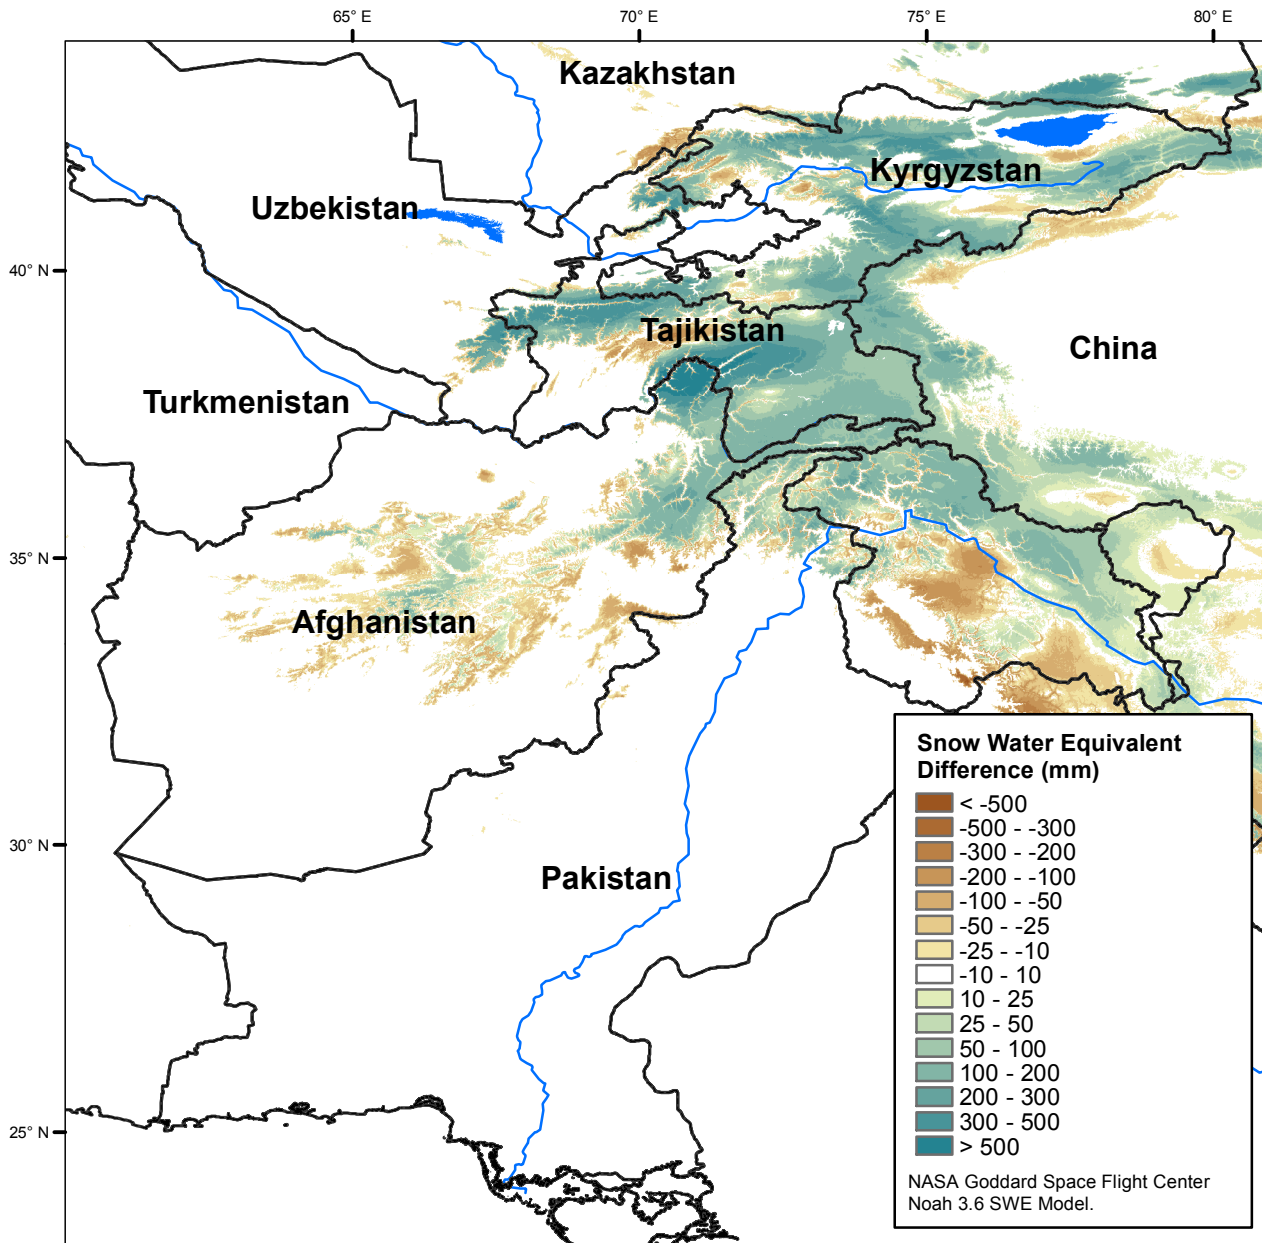 65° E
70° E
75° E
80° E
Kazakhstan
Kyrgyzstan
Uzbekistan
40° N
Tajikistan
China
Turkmenistan
35° N
Afghanistan
Snow Water Equivalent
Difference (mm)
< -500
-500 - -300
-300 - -200
-200 - -100
-100 - -50
-50 - -25
-25 - -10
-10 - 10
10 - 25
25 - 50
50 - 100
100 - 200
200 - 300
300 - 500
> 500
NASA Goddard Space Flight Center
Noah 3.6 SWE Model.
30° N
Pakistan
25° N